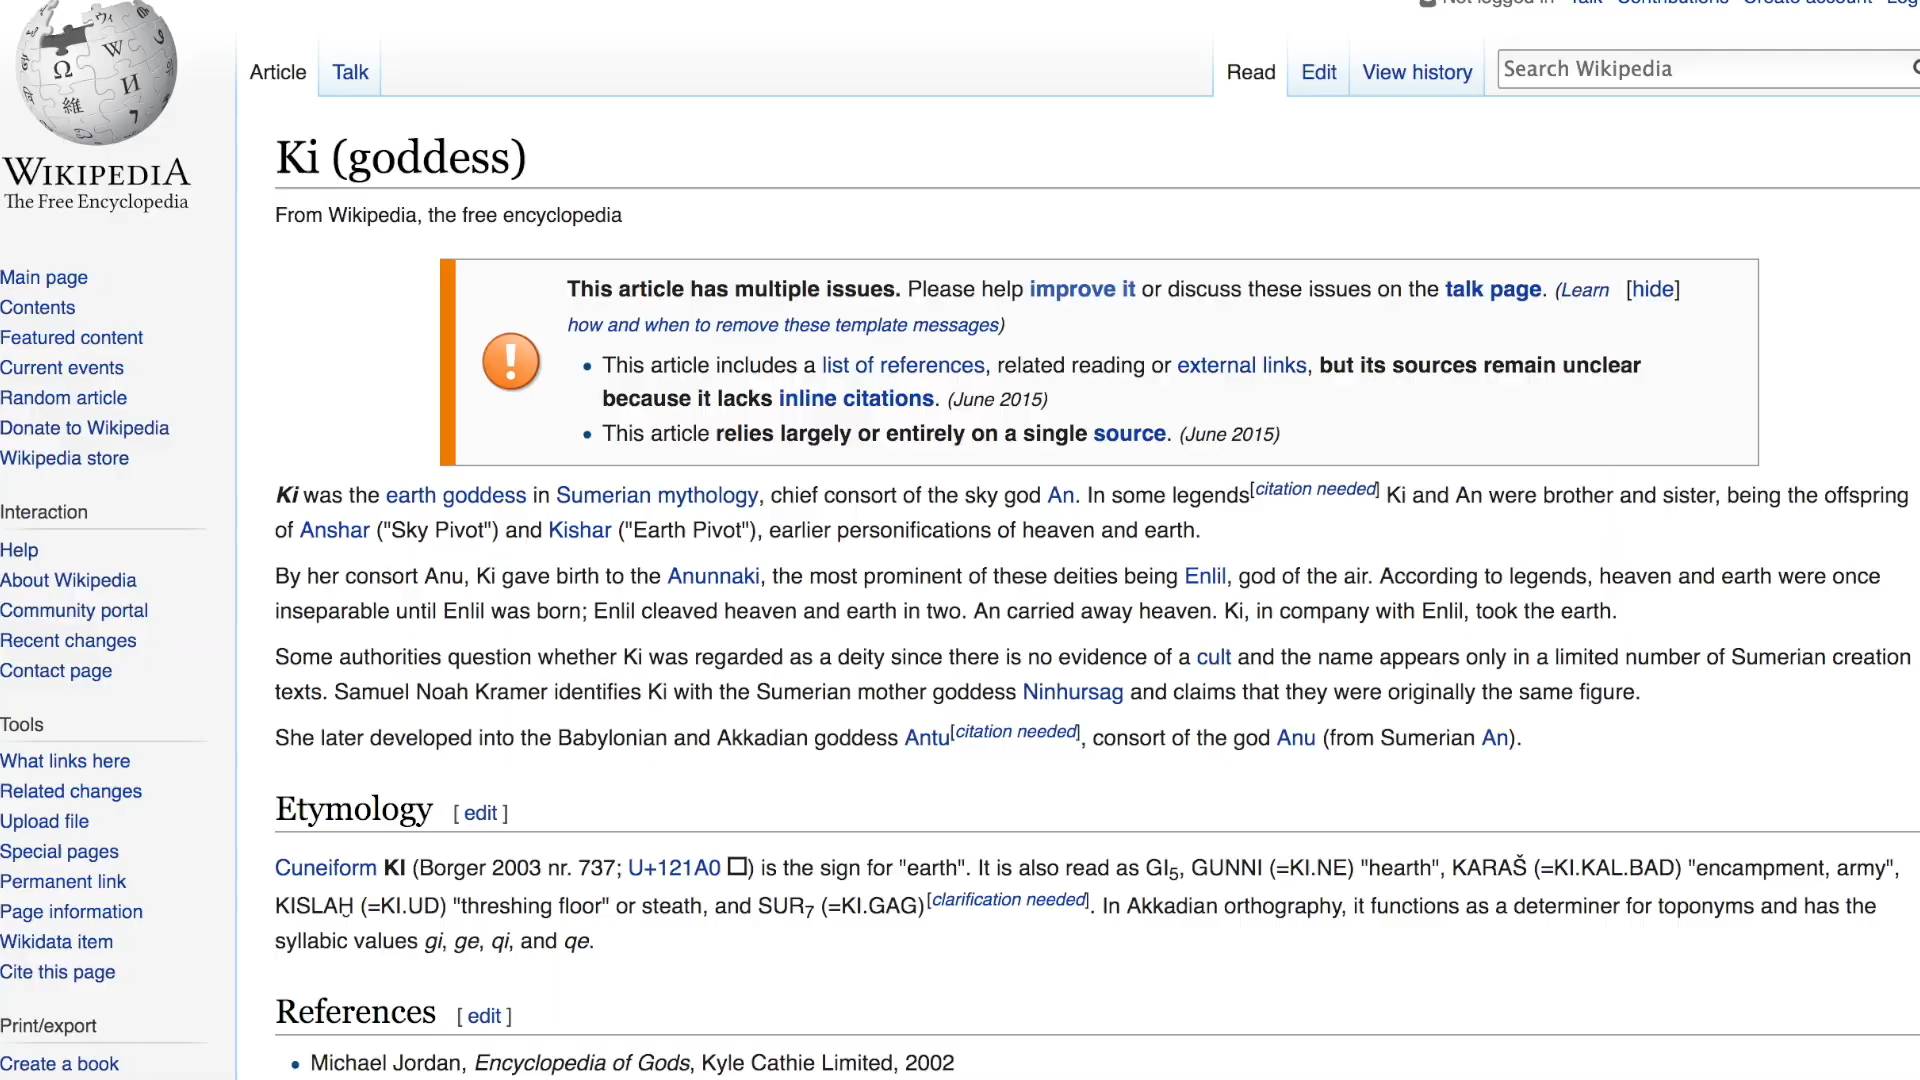 Not logged in Talk Contributions Create account Log
Article Talk Read Edit View history Search Wikipedia
WIKIPEDIA
The Free Encyclopedia
Main page
Contents
Featured content
Current events
Random article
Donate to Wikipedia
Wikipedia store
Interaction
Help
About Wikipedia
Community portal
Recent changes
Contact page
Tools
What links here
Related changes
Upload file
Special pages
Permanent link
Page information
Wikidata item
Cite this page
Print/export
Create a book
Ki (goddess)
From Wikipedia, the free encyclopedia
This article has multiple issues. Please help improve it or discuss these issues on the talk page. (Learn [hide]
how and when to remove these template messages)
• This article includes a list of references, related reading or external links, but its sources remain unclear
because it lacks inline citations. (June 2015)
• This article relies largely or entirely on a single source. (June 2015)
Ki was the earth goddess in Sumerian mythology, chief consort of the sky god An. In some legends[citation needed] Ki and An were brother and sister, being the offspring
of Anshar ("Sky Pivot") and Kishar ("Earth Pivot"), earlier personifications of heaven and earth.
By her consort Anu, Ki gave birth to the Anunnaki, the most prominent of these deities being Enlil, god of the air. According to legends, heaven and earth were once
inseparable until Enlil was born; Enlil cleaved heaven and earth in two. An carried away heaven. Ki, in company with Enlil, took the earth.
Some authorities question whether Ki was regarded as a deity since there is no evidence of a cult and the name appears only in a limited number of Sumerian creation
texts. Samuel Noah Kramer identifies Ki with the Sumerian mother goddess Ninhursag and claims that they were originally the same figure.
She later developed into the Babylonian and Akkadian goddess Antu[citation needed], consort of the god Anu (from Sumerian An).
Etymology [ edit ]
Cuneiform KI (Borger 2003 nr. 737; U+121A0 □) is the sign for "earth". It is also read as GI₅, GUNNI (=KI.NE) "hearth", KARAŠ (=KI.KAL.BAD) "encampment, army",
KISLAḪ (=KI.UD) "threshing floor" or steath, and SUR₇ (=KI.GAG)[clarification needed]. In Akkadian orthography, it functions as a determiner for toponyms and has the
syllabic values gi, ge, qi, and qe.
References [ edit ]
• Michael Jordan, Encyclopedia of Gods, Kyle Cathie Limited, 2002